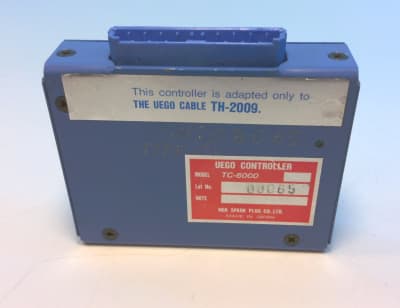 This controller is adapted only to
THE UEGO CABLE TH-2009.
UEGO CONTROLLER
MODEL TC-6000
Lot No. 00065
DATE
NGK SPARK PLUG CO.,LTD.
MADE IN JAPAN